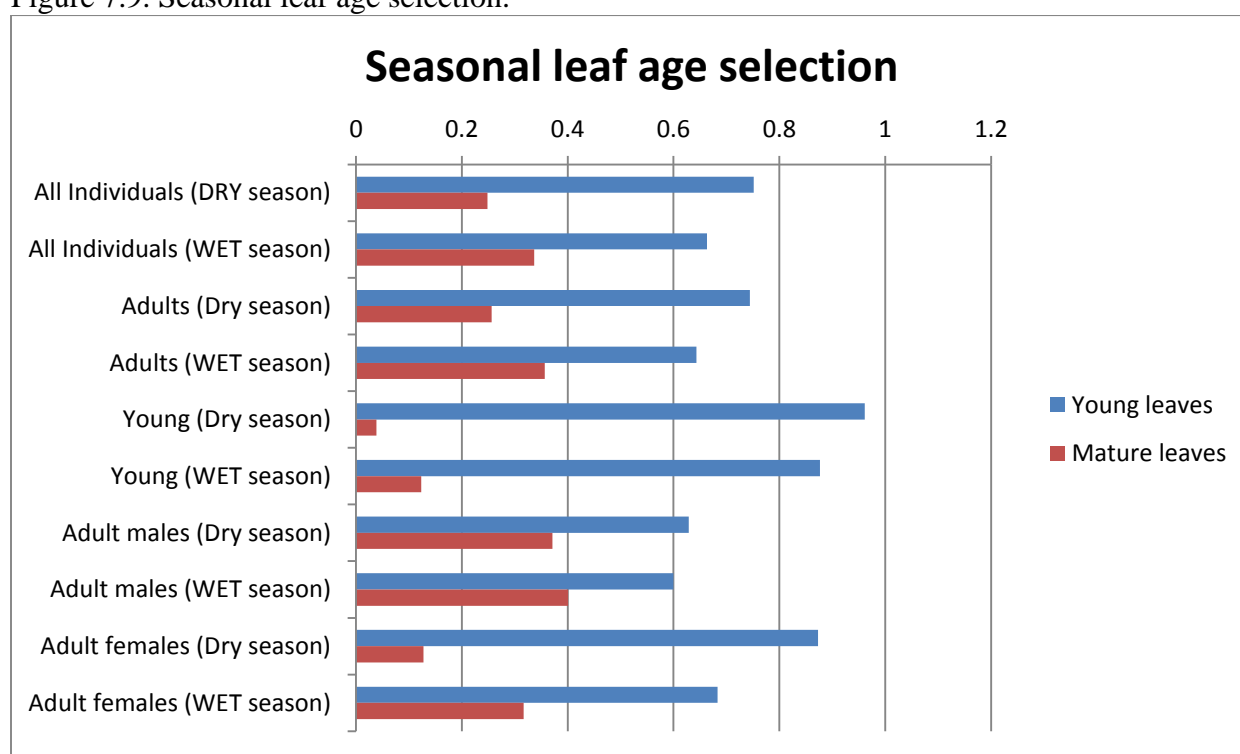 Figure 7.9. Seasonal leaf age selection.
Seasonal leaf age selection
0 0.2 0.4 0.6 0.8 1 1.2
All Individuals (DRY season)
All Individuals (WET season)
Adults (Dry season)
Adults (WET season)
Young (Dry season)
Young (WET season)
Adult males (Dry season)
Adult males (WET season)
Adult females (Dry season)
Adult females (WET season)
Young leaves
Mature leaves